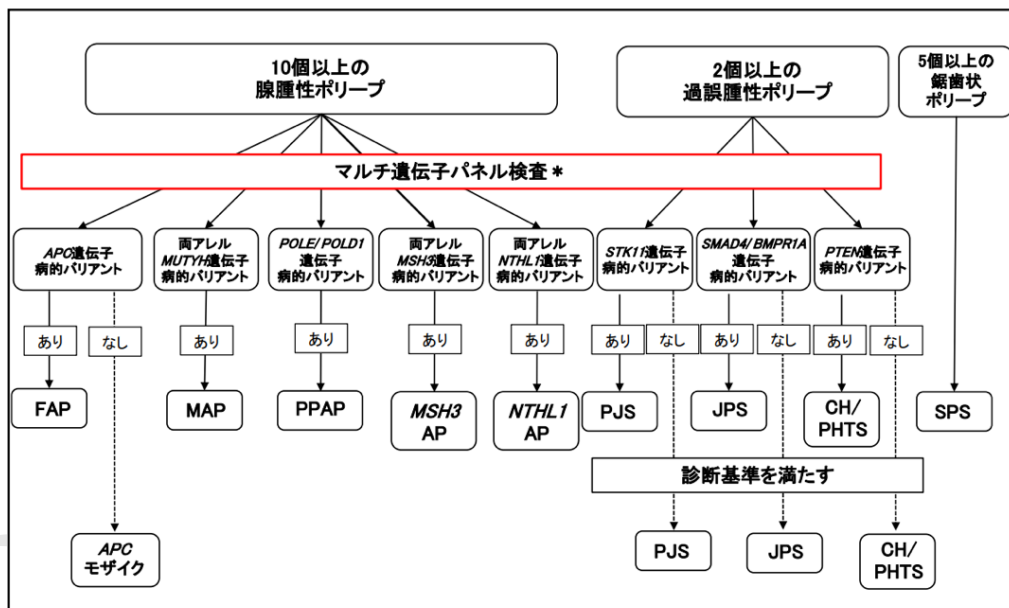 10個以上の
腺腫性ポリープ
2個以上の
過誤腫性ポリープ
5個以上の
鋸歯状
ポリープ
マルチ遺伝子パネル検査＊
APC遺伝子
病的バリアント
両アレル
MUTYH遺伝子
病的バリアント
POLE/POLD1
遺伝子
病的バリアント
両アレル
MSH3遺伝子
病的バリアント
両アレル
NTHL1遺伝子
病的バリアント
STK11遺伝子
病的バリアント
SMAD4/BMPR1A
遺伝子
病的バリアント
PTEN遺伝子
病的バリアント
あり
なし
あり
あり
あり
あり
あり
なし
あり
なし
あり
なし
FAP
MAP
PPAP
MSH3
AP
NTHL1
AP
PJS
JPS
CH/
PHTS
SPS
診断基準を満たす
APC
モザイク
PJS
JPS
CH/
PHTS